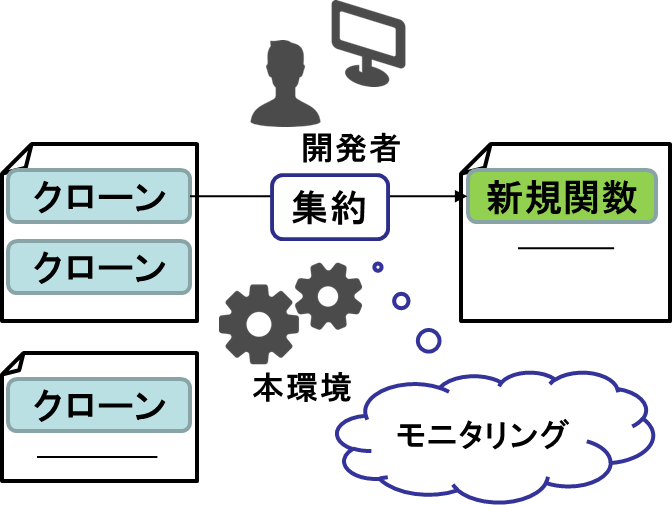 開発者
クローン
集約
新規関数
クローン
本環境
クローン
モニタリング